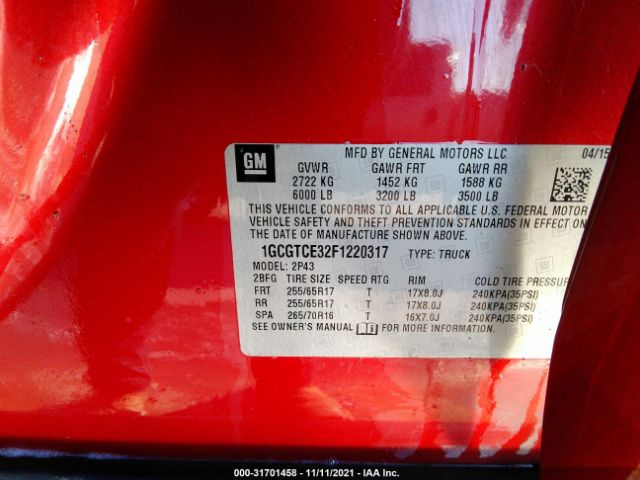 GM
MFD BY GENERAL MOTORS LLC 04/15
GVWR GAWR FRT GAWR RR
2722 KG 1452 KG 1588 KG
6000 LB 3200 LB 3500 LB
THIS VEHICLE CONFORMS TO ALL APPLICABLE U.S. FEDERAL MOTOR
VEHICLE SAFETY AND THEFT PREVENTION STANDARDS IN EFFECT ON
THE DATE OF MANUFACTURE SHOWN ABOVE.
1GCGTCE32F1220317 TYPE: TRUCK
MODEL: 2P43
2BFG TIRE SIZE SPEED RTG RIM COLD TIRE PRESSURE
FRT 255/65R17 T 17X8.0J 240KPA(35PSI)
RR 255/65R17 T 17X8.0J 240KPA(35PSI)
SPA 265/70R16 T 16X7.0J 240KPA(35PSI)
SEE OWNER'S MANUAL FOR MORE INFORMATION.
000-31701458 - 11/11/2021 - IAA Inc.